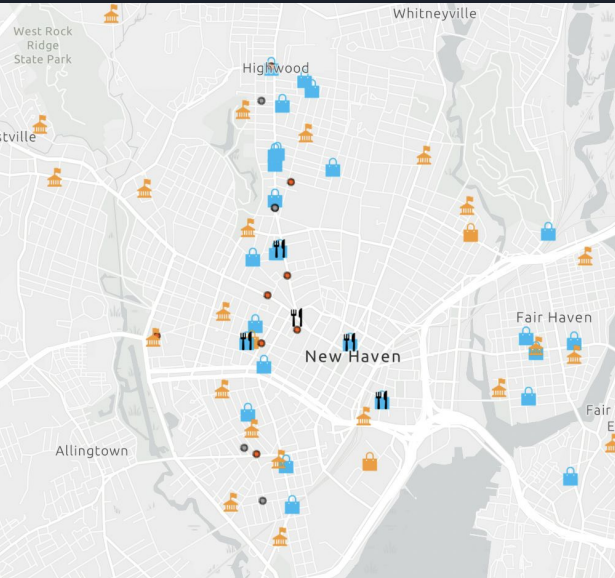 Whitneyville
West Rock
Ridge
State Park
Highwood
stville
Fair Haven
New Haven
Fair
E
Allingtown